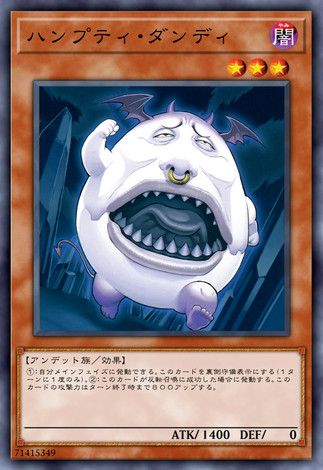 ハンプティ・ダンディ
やみ
闇
【アンデット族／効果】
①：自分メインフェイズに発動できる。このカードを裏側守備表示にする（1タ
ーンに1度のみ）。②：このカードが反転召喚に成功した場合に発動する。この
カードの攻撃力はターン終了時まで８００アップする。
ATK/ 1400 DEF/ 0
71415349